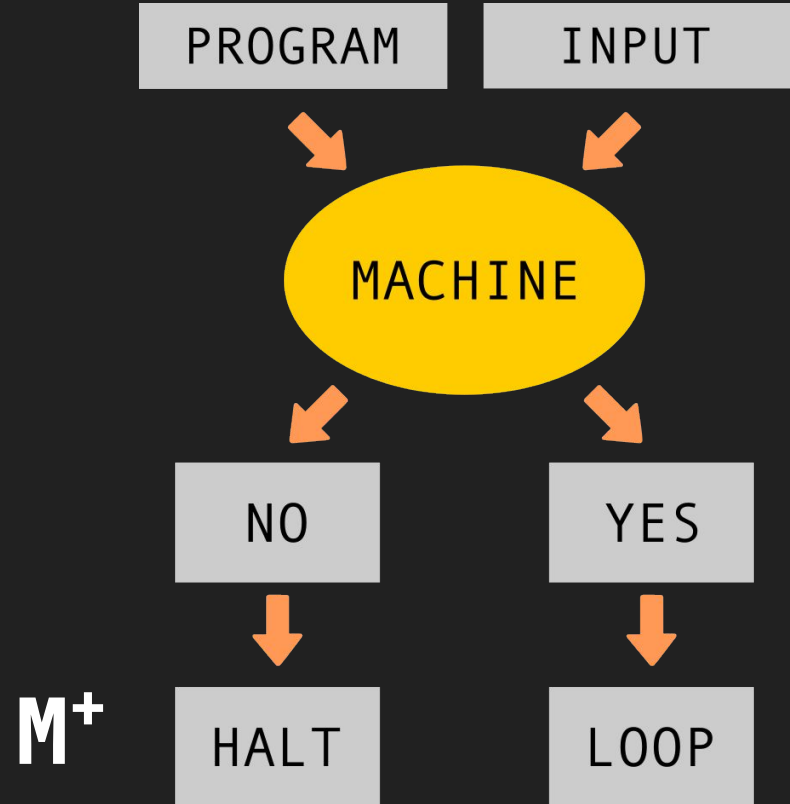 PROGRAM
INPUT
MACHINE
NO
YES
M+
HALT
LOOP